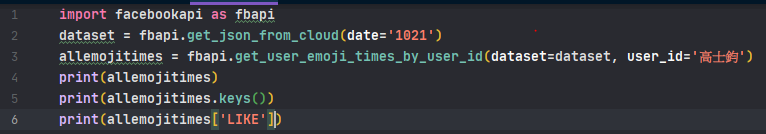 1 import facebookapi as fbapi
2 dataset = fbapi.get_json_from_cloud(date='1021')
3 allemojitimes = fbapi.get_user_emoji_times_by_user_id(dataset=dataset, user_id='高士鈞')
4 print(allemojitimes)
5 print(allemojitimes.keys())
6 print(allemojitimes['LIKE'])